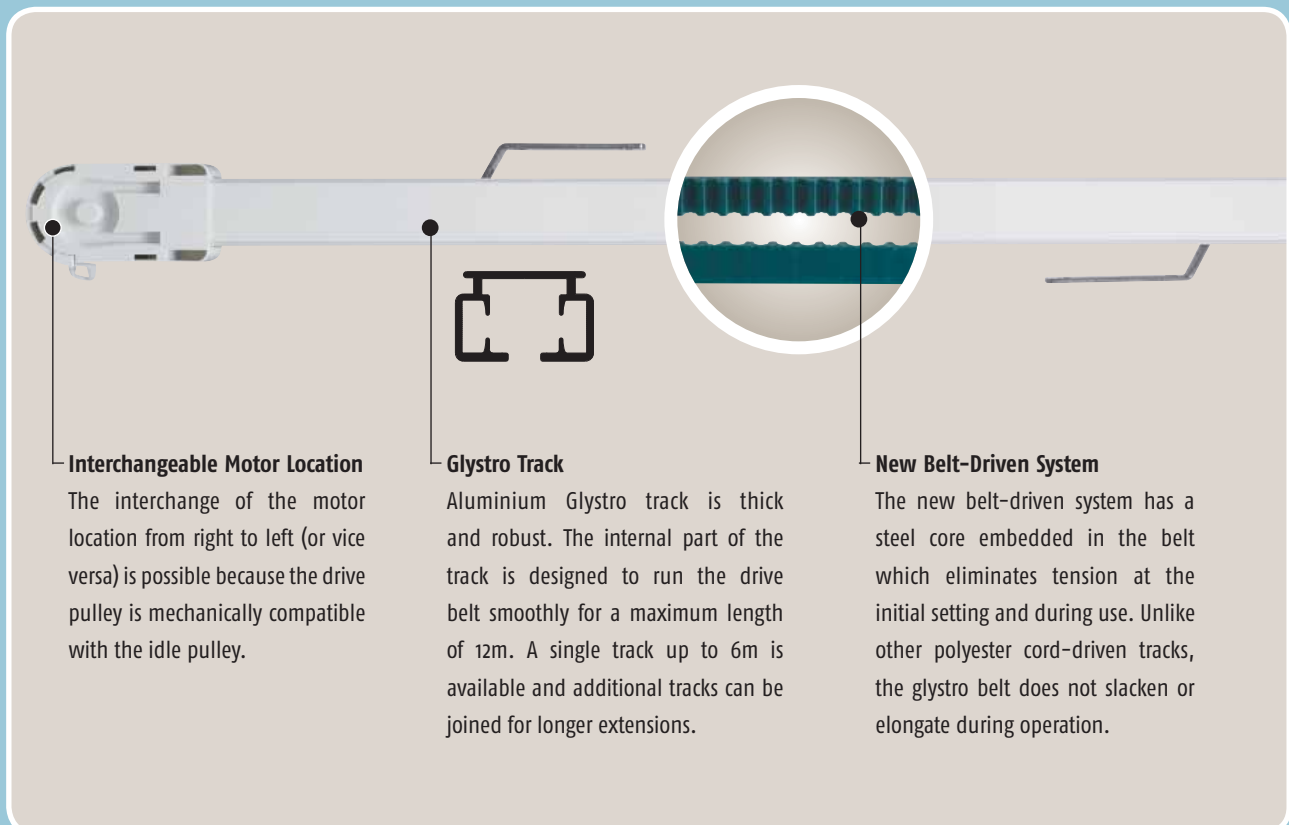 Interchangeable Motor Location
The interchange of the motor
location from right to left (or vice
versa) is possible because the drive
pulley is mechanically compatible
with the idle pulley.
Glystro Track
Aluminium Glystro track is thick
and robust. The internal part of the
track is designed to run the drive
belt smoothly for a maximum length
of 12m. A single track up to 6m is
available and additional tracks can be
joined for longer extensions.
New Belt-Driven System
The new belt-driven system has a
steel core embedded in the belt
which eliminates tension at the
initial setting and during use. Unlike
other polyester cord-driven tracks,
the glystro belt does not slacken or
elongate during operation.